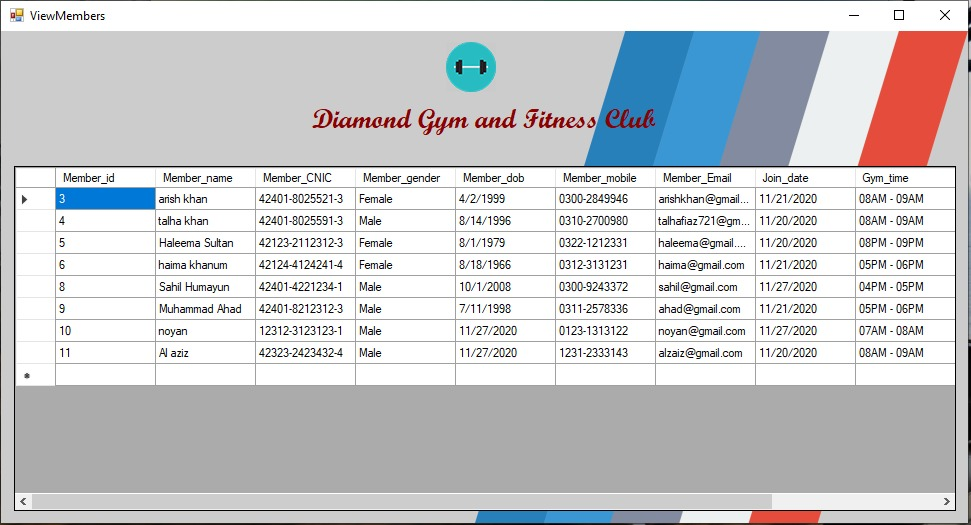 ViewMembers
Diamond Gym and Fitness Club
Member_id Member_name Member_CNIC Member_gender Member_dob Member_mobile Member_Email Join_date Gym_time
3 arish khan 42401-8025521-3 Female 4/2/1999 0300-2849946 arishkhan@gmail... 11/21/2020 08AM - 09AM
4 talha khan 42401-8025591-3 Male 8/14/1996 0310-2700980 talhafiaz721@gm... 11/20/2020 08AM - 09AM
5 Haleema Sultan 42123-2112312-3 Female 8/1/1979 0322-1212331 haleema@gmail.... 11/20/2020 08PM - 09PM
6 haima khanum 42124-4124241-4 Female 8/18/1966 0312-3131231 haima@gmail.com 11/21/2020 05PM - 06PM
8 Sahil Humayun 42401-4221234-1 Male 10/1/2008 0300-9243372 sahil@gmail.com 11/27/2020 04PM - 05PM
9 Muhammad Ahad 42401-8212312-3 Male 7/11/1998 0311-2578336 ahad@gmail.com 11/21/2020 05PM - 06PM
10 noyan 12312-3123123-1 Male 11/27/2020 0123-1313122 noyan@gmail.com 11/27/2020 07AM - 08AM
11 Al aziz 42323-2423432-4 Male 11/27/2020 1231-2333143 alzaiz@gmail.com 11/20/2020 08AM - 09AM